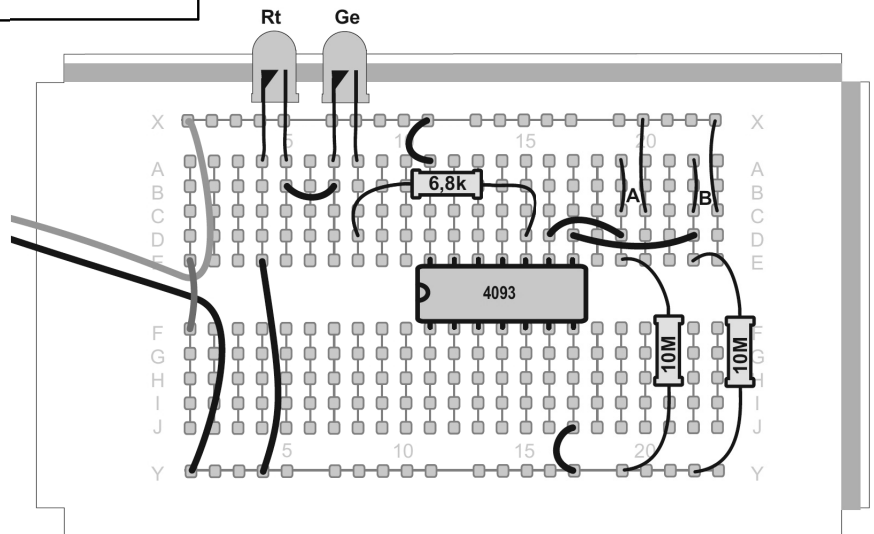 Rt Ge
X X
5 10 15 20
A A
B B
C A B C
6,8k
D D
E E
4093
F F
G G
H H
10M 10M
I I
J J
5 10 15 20
Y Y